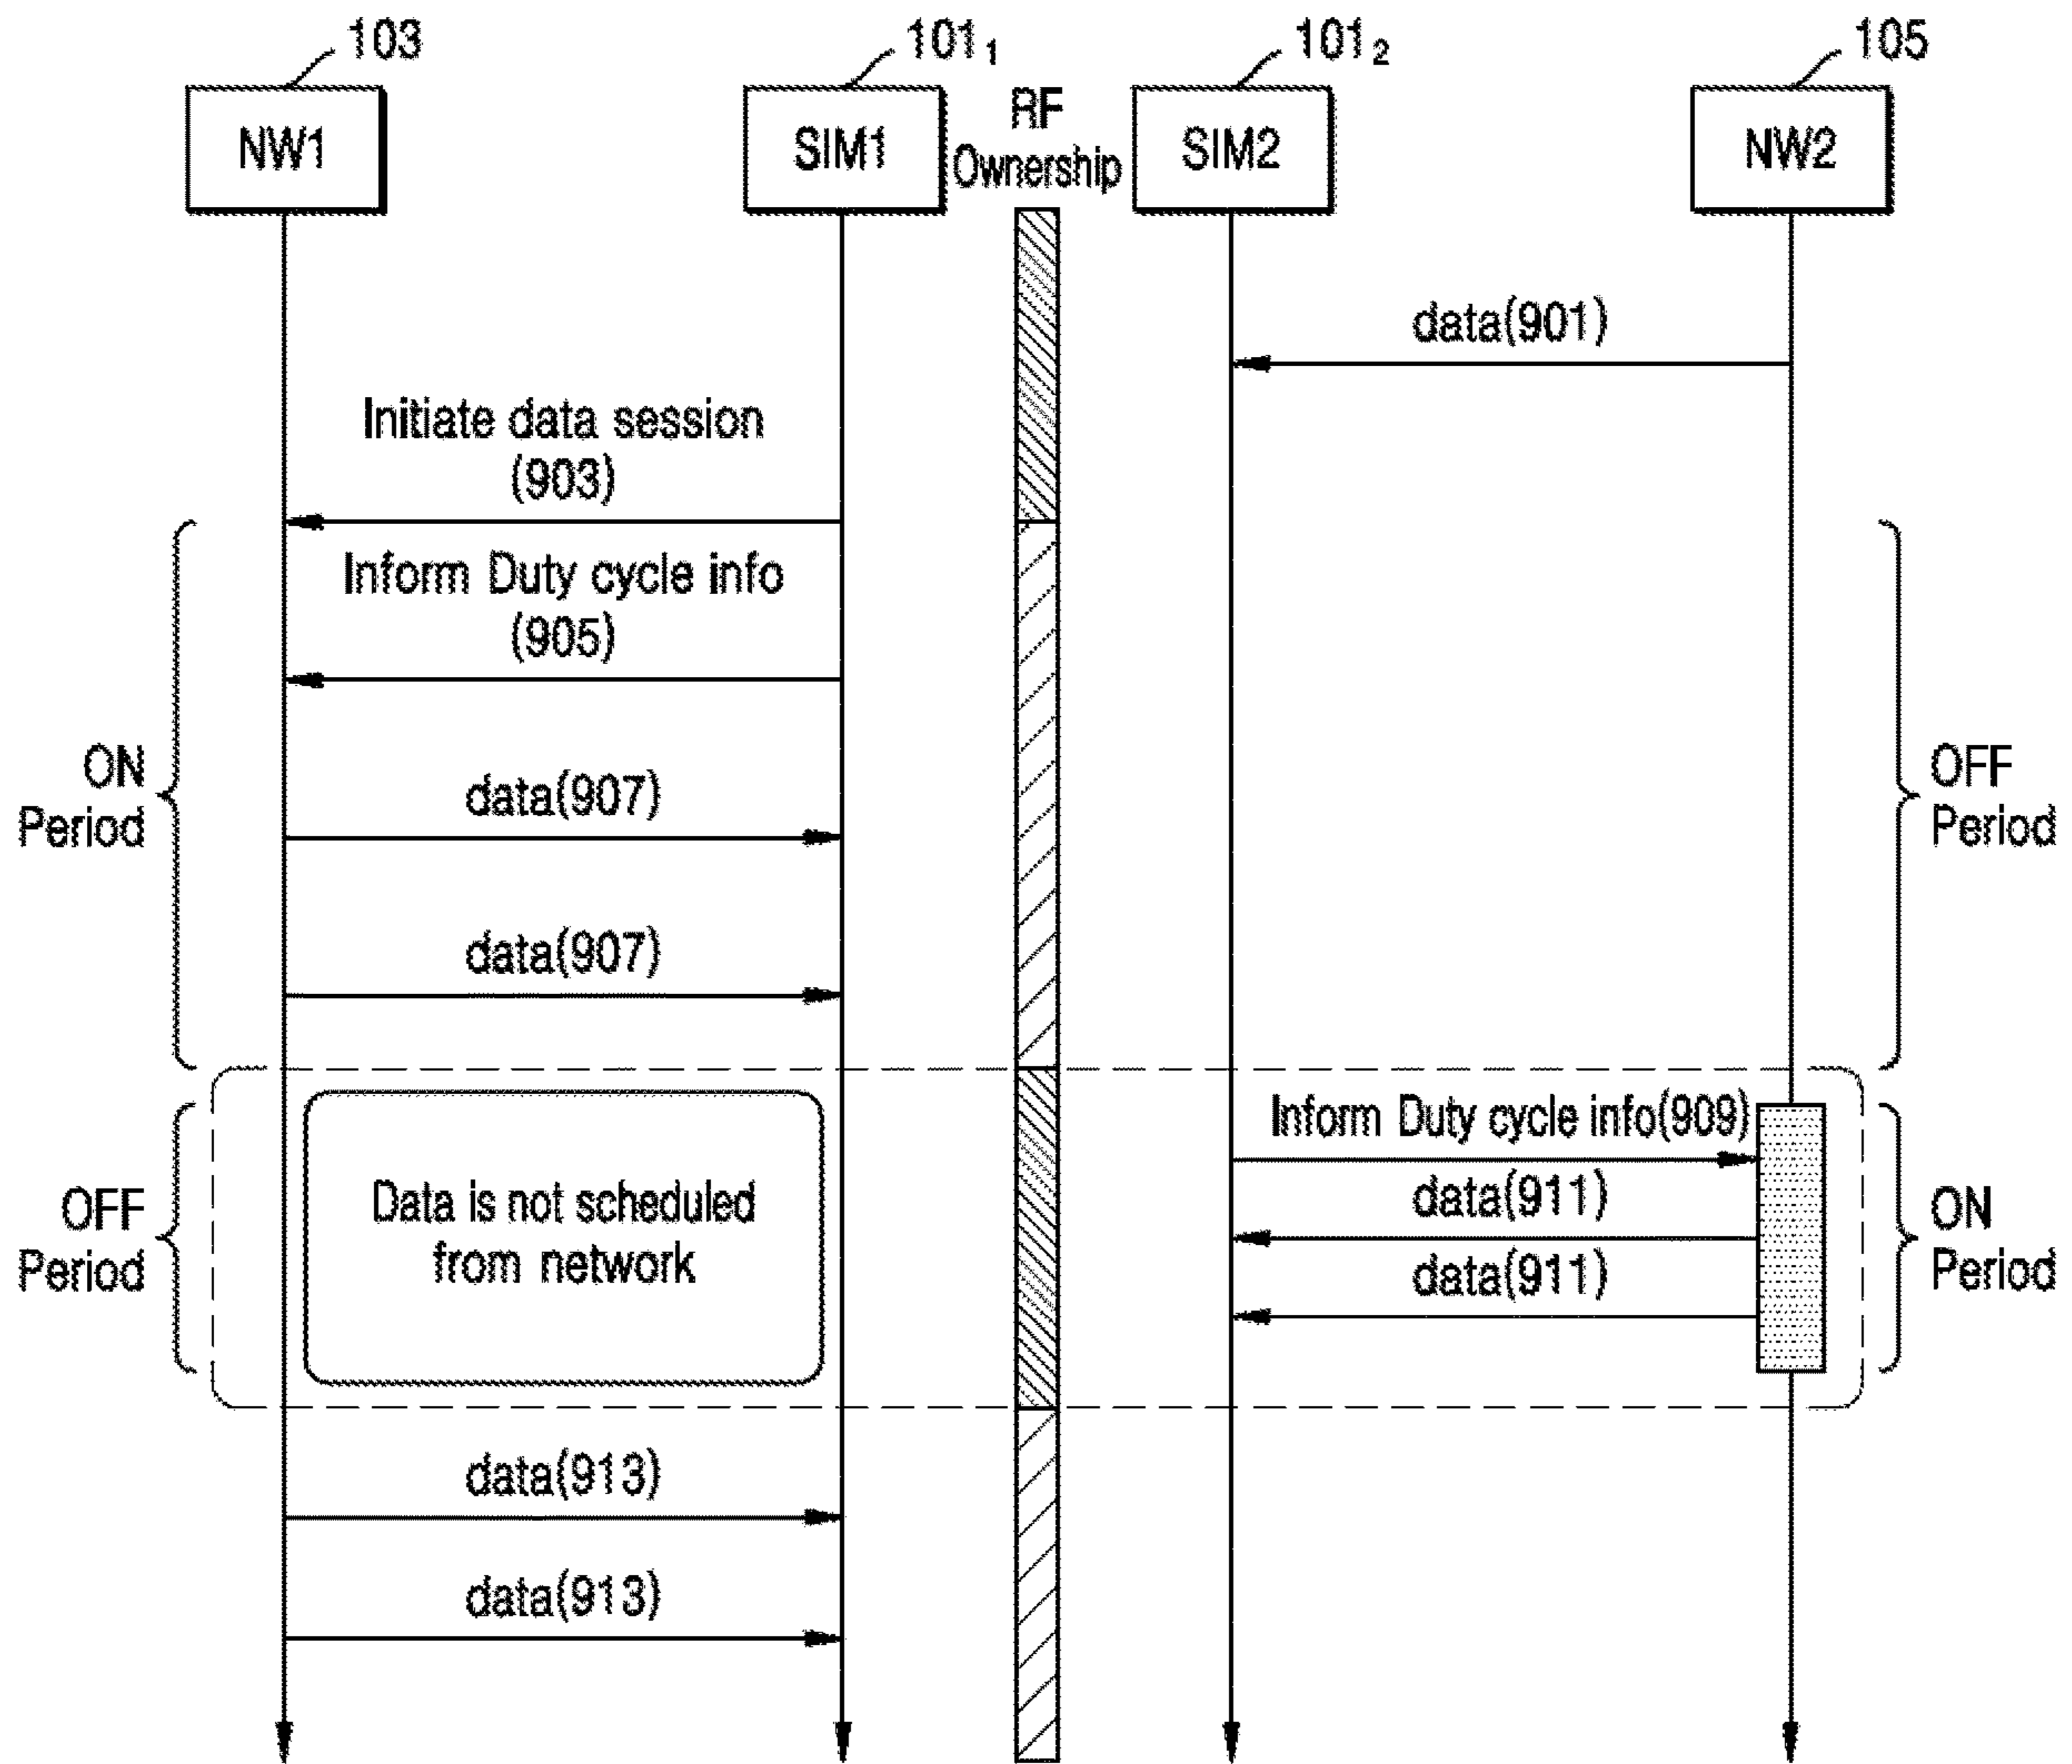 103
101₁
101₂
105
NW1
SIM1
RF
Ownership
SIM2
NW2
data(901)
Initiate data session
(903)
Inform Duty cycle info
(905)
ON
Period
OFF
Period
data(907)
data(907)
OFF
Period
Data is not scheduled
from network
Inform Duty cycle info(909)
data(911)
data(911)
ON
Period
data(913)
data(913)